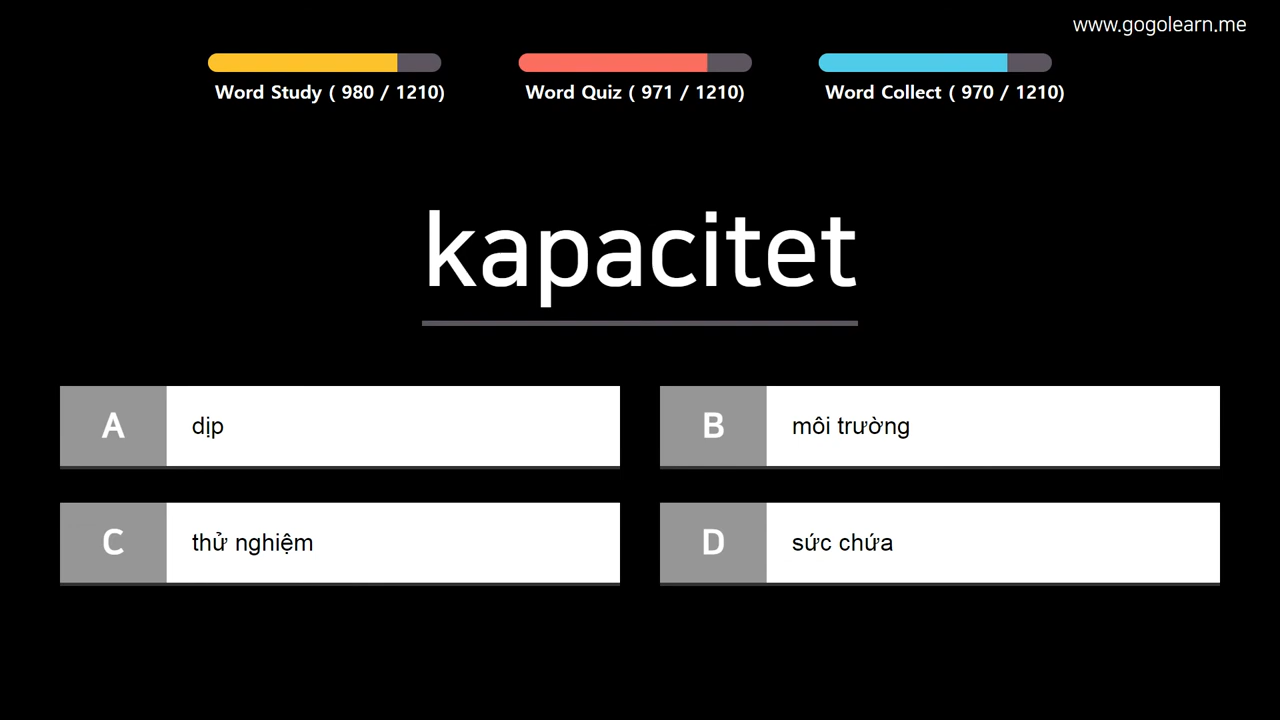 www.gogolearn.me
Word Study ( 980 / 1210)
Word Quiz ( 971 / 1210)
Word Collect ( 970 / 1210)
kapacitet
A dịp
B môi trường
C thử nghiệm
D sức chứa